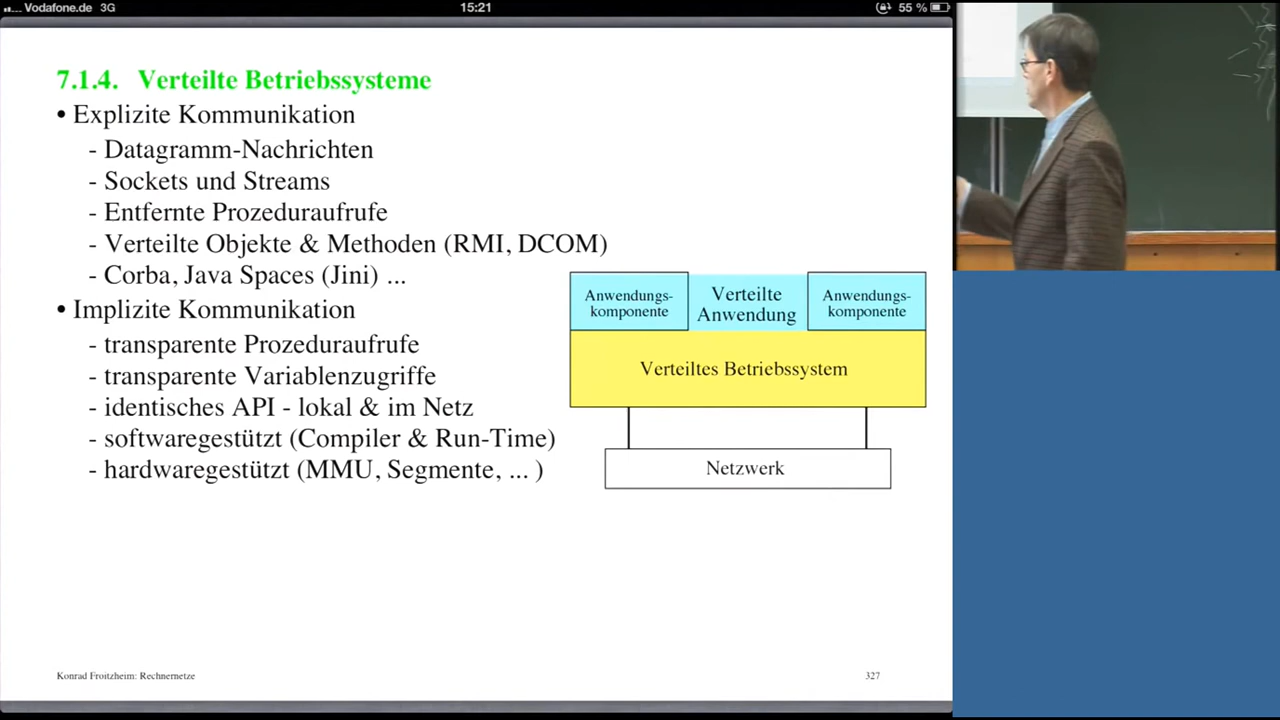 Vodafone.de 3G 15:21 55 %
7.1.4. Verteilte Betriebssysteme
• Explizite Kommunikation
- Datagramm-Nachrichten
- Sockets und Streams
- Entfernte Prozeduraufrufe
- Verteilte Objekte & Methoden (RMI, DCOM)
- Corba, Java Spaces (Jini) ...
• Implizite Kommunikation
- transparente Prozeduraufrufe
- transparente Variablenzugriffe
- identisches API - lokal & im Netz
- softwaregestützt (Compiler & Run-Time)
- hardwaregestützt (MMU, Segmente, ... )
Anwendungs-
komponente
Verteilte
Anwendung
Anwendungs-
komponente
Verteiltes Betriebssystem
Netzwerk
Konrad Froitzheim: Rechnernetze
327